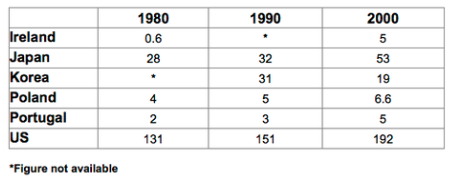 1980 1990 2000
Ireland 0.6 * 5
Japan 28 32 53
Korea * 31 19
Poland 4 5 6.6
Portugal 2 3 5
US 131 151 192
*Figure not available